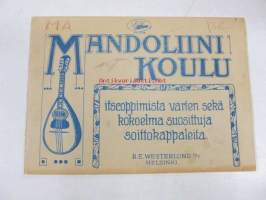 MANDOLIINI
KOULU
itseoppimista varten sekä
kokoelma suosittuja
soittokappaleita.
R.E. WESTERLUND O/Y
HELSINKI.